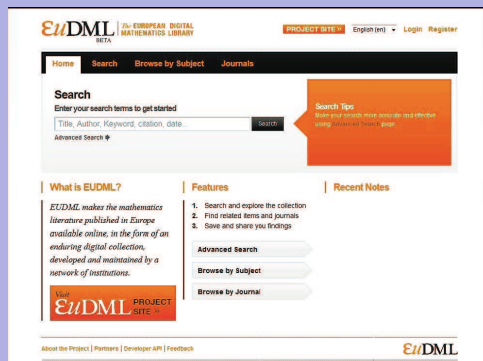 EuDML The EUROPEAN DIGITAL
MATHEMATICS LIBRARY
BETA
PROJECT SITE » English (en) Login Register
Home Search Browse by Subject Journals
Search
Enter your search terms to get started
Title, Author, Keyword, citation, date... Search
Advanced Search
Search Tips
Make your search more accurate and effective
using Advanced Search page.
What is EUDML?
EUDML makes the mathematics
literature published in Europe
available online, in the form of an
enduring digital collection,
developed and maintained by a
network of institutions.
Visit
EuDML PROJECT
SITE »
Features
1. Search and explore the collection
2. Find related items and journals
3. Save and share you findings
Advanced Search
Browse by Subject
Browse by Journal
Recent Notes
About the Project | Partners | Developer API | Feedback
EuDML